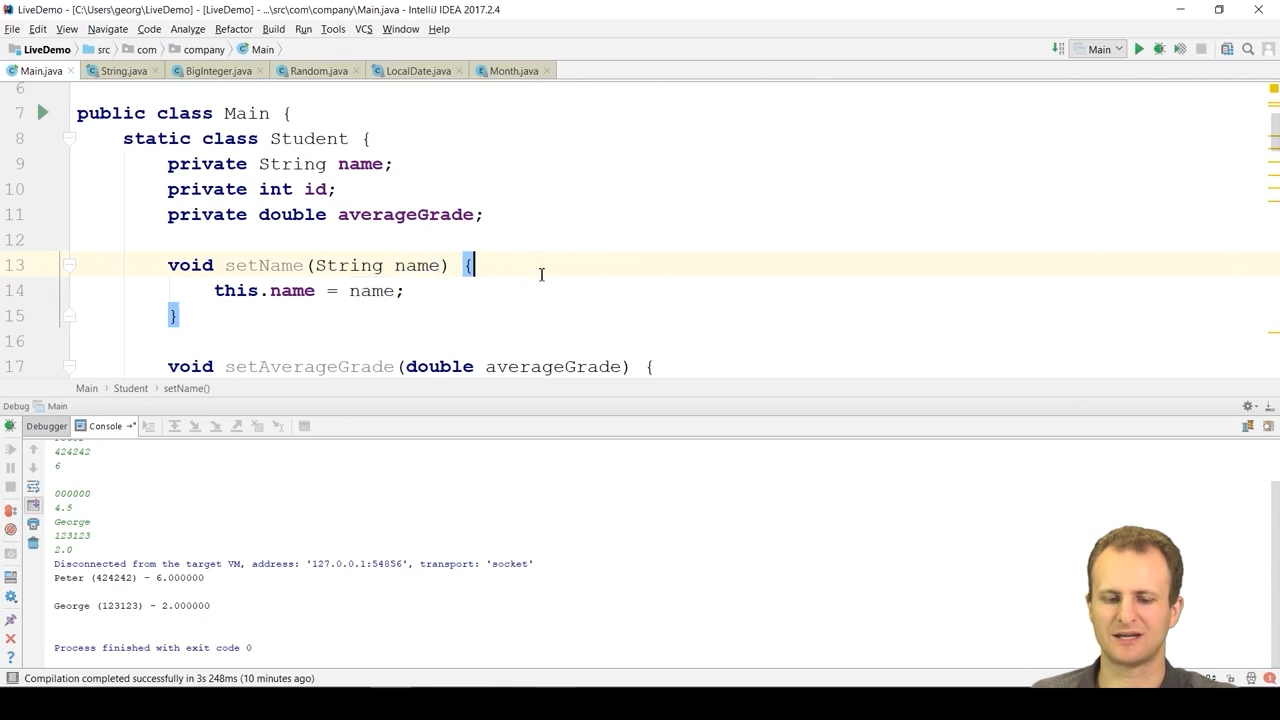 LiveDemo - [C:\Users\georg\LiveDemo] - [LiveDemo] - ...\src\com\company\Main.java - IntelliJ IDEA 2017.2.4
File Edit View Navigate Code Analyze Refactor Build Run Tools VCS Window Help
LiveDemo src com company Main Main
Main.java String.java BigInteger.java Random.java LocalDate.java Month.java
6
7 public class Main {
8 static class Student {
9 private String name;
10 private int id;
11 private double averageGrade;
12
13 void setName(String name) {
14 this.name = name;
15 }
16
17 void setAverageGrade(double averageGrade) {
Main Student setName()
Debug Main
Debugger Console
424242
6
000000
4.5
George
123123
2.0
Disconnected from the target VM, address: '127.0.0.1:54856', transport: 'socket'
Peter (424242) - 6.000000
George (123123) - 2.000000
Process finished with exit code 0
Compilation completed successfully in 3s 248ms (10 minutes ago)